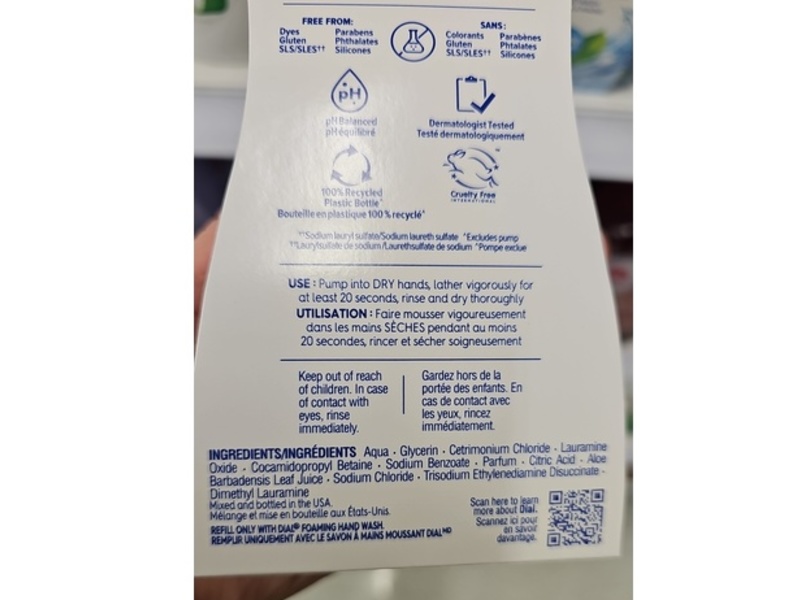 FREE FROM:
Dyes Parabens
Gluten Phthalates
SLS/SLES†† Silicones
SANS:
Colorants Parabènes
Gluten Phtalates
SLS/SLES†† Silicones
pH
pH Balanced
pH équilibré
Dermatologist Tested
Testé dermatologiquement
100% Recycled
Plastic Bottle^
Bouteille en plastique 100 % recyclé^
Cruelty Free
INTERNATIONAL
††Sodium lauryl sulfate/Sodium laureth sulfate ^Excludes pump
††Laurylsulfate de sodium/Laurethsulfate de sodium ^Pompe exclue
USE : Pump into DRY hands, lather vigorously for
at least 20 seconds, rinse and dry thoroughly
UTILISATION : Faire mousser vigoureusement
dans les mains SÈCHES pendant au moins
20 secondes, rincer et sécher soigneusement
Keep out of reach
of children. In case
of contact with
eyes, rinse
immediately.
Gardez hors de la
portée des enfants. En
cas de contact avec
les yeux, rincez
immédiatement.
INGREDIENTS/INGRÉDIENTS Aqua · Glycerin · Cetrimonium Chloride · Lauramine
Oxide · Cocamidopropyl Betaine · Sodium Benzoate · Parfum · Citric Acid · Aloe
Barbadensis Leaf Juice · Sodium Chloride · Trisodium Ethylenediamine Disuccinate ·
Dimethyl Lauramine
Mixed and bottled in the USA.
Mélangé et mise en bouteille aux États-Unis.
REFILL ONLY WITH DIAL® FOAMING HAND WASH.
REMPLIR UNIQUEMENT AVEC LE SAVON À MAINS MOUSSANT DIAL MD
Scan here to learn
more about Dial.
Scannez ici pour
en savoir
davantage.